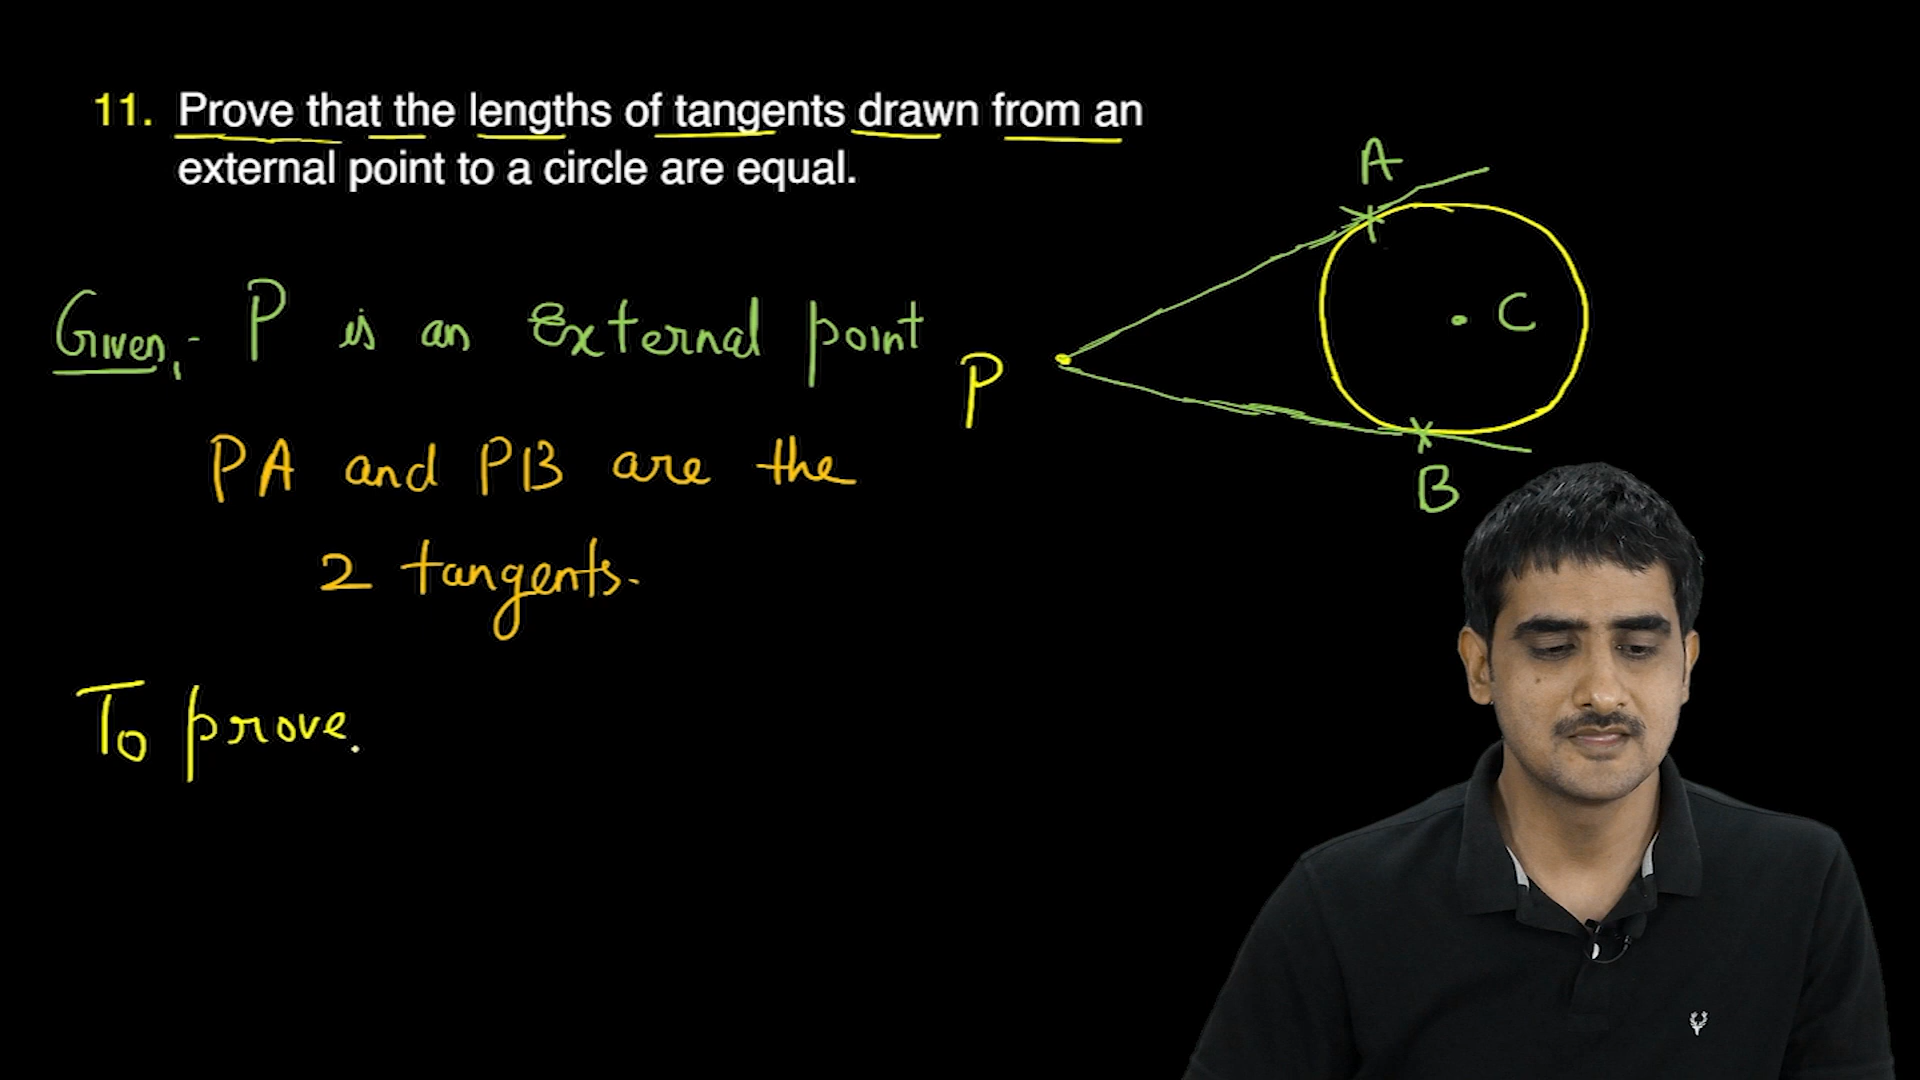 11. Prove that the lengths of tangents drawn from an
external point to a circle are equal.
A
C
Given,- P is an External point
P
PA and PB are the
B
2 tangents.
To prove.